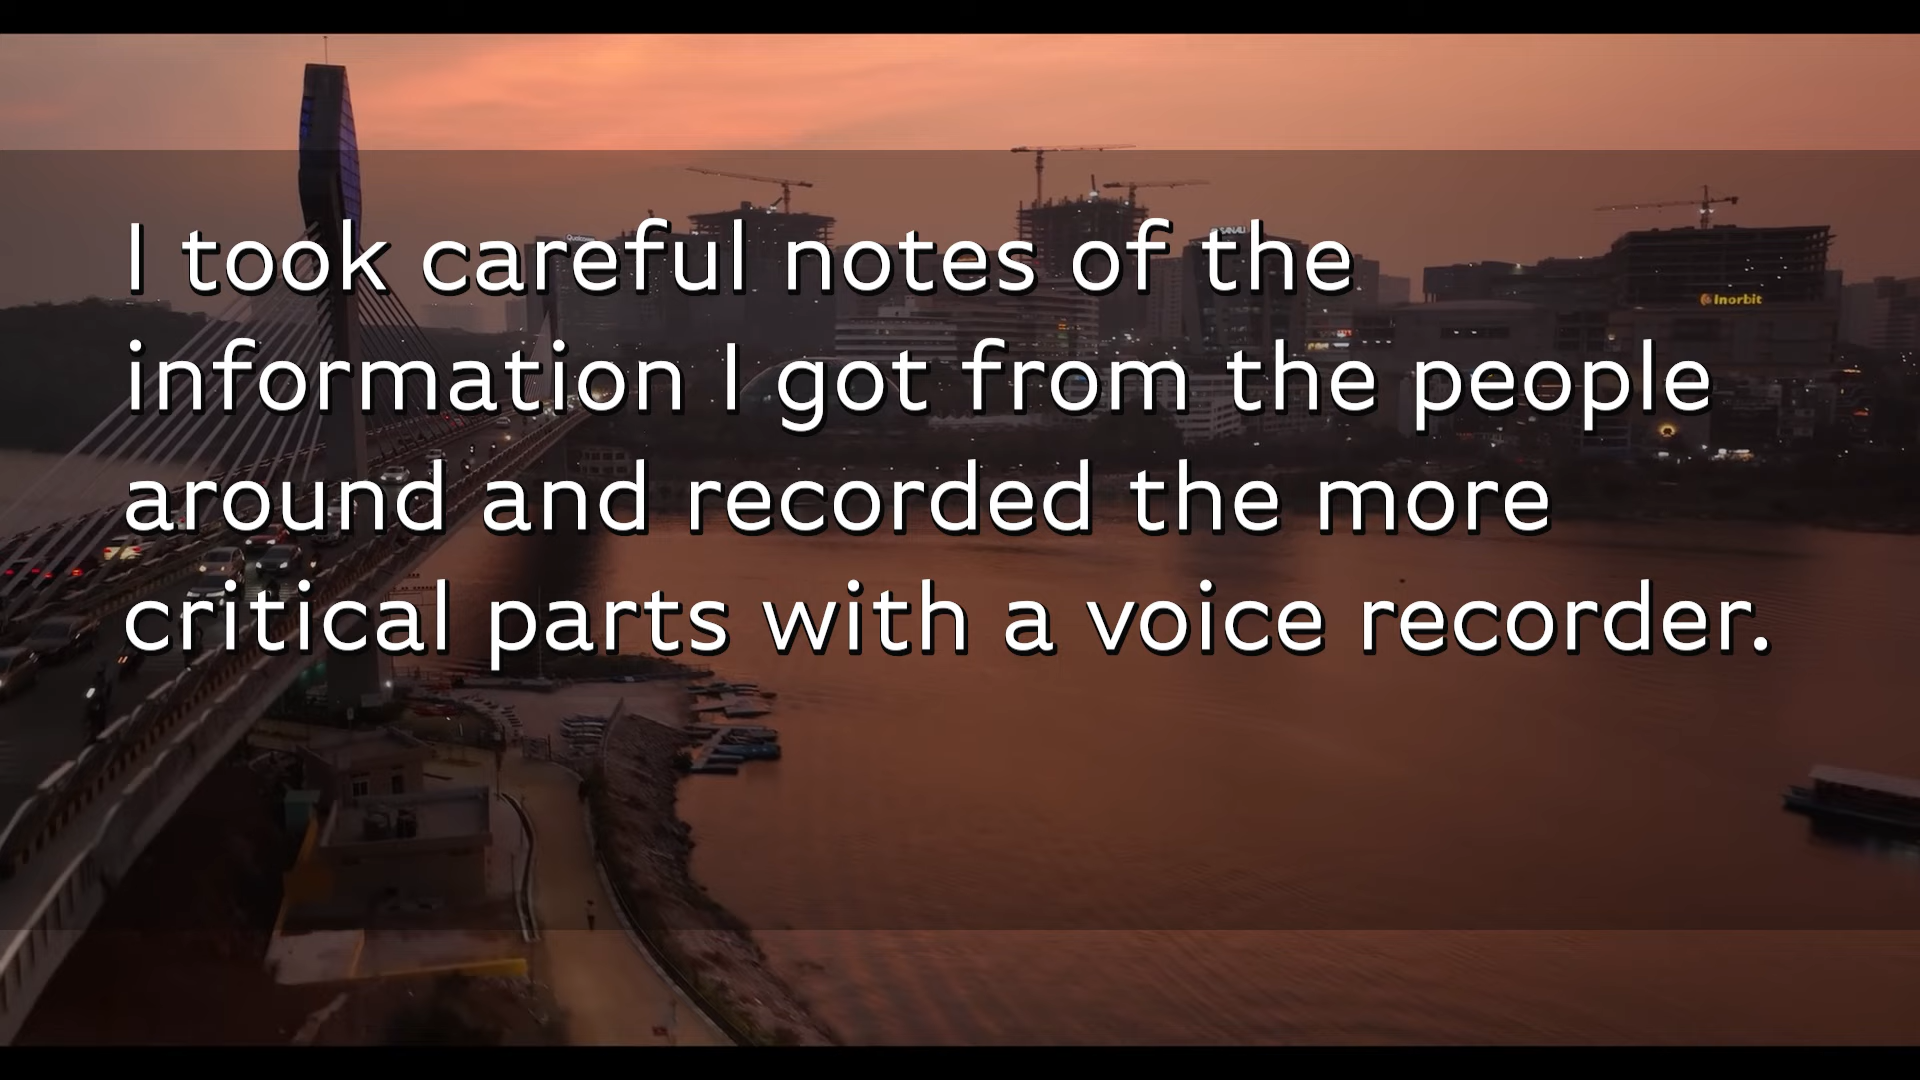 I took careful notes of the
information I got from the people
around and recorded the more
critical parts with a voice recorder.
Inorbit